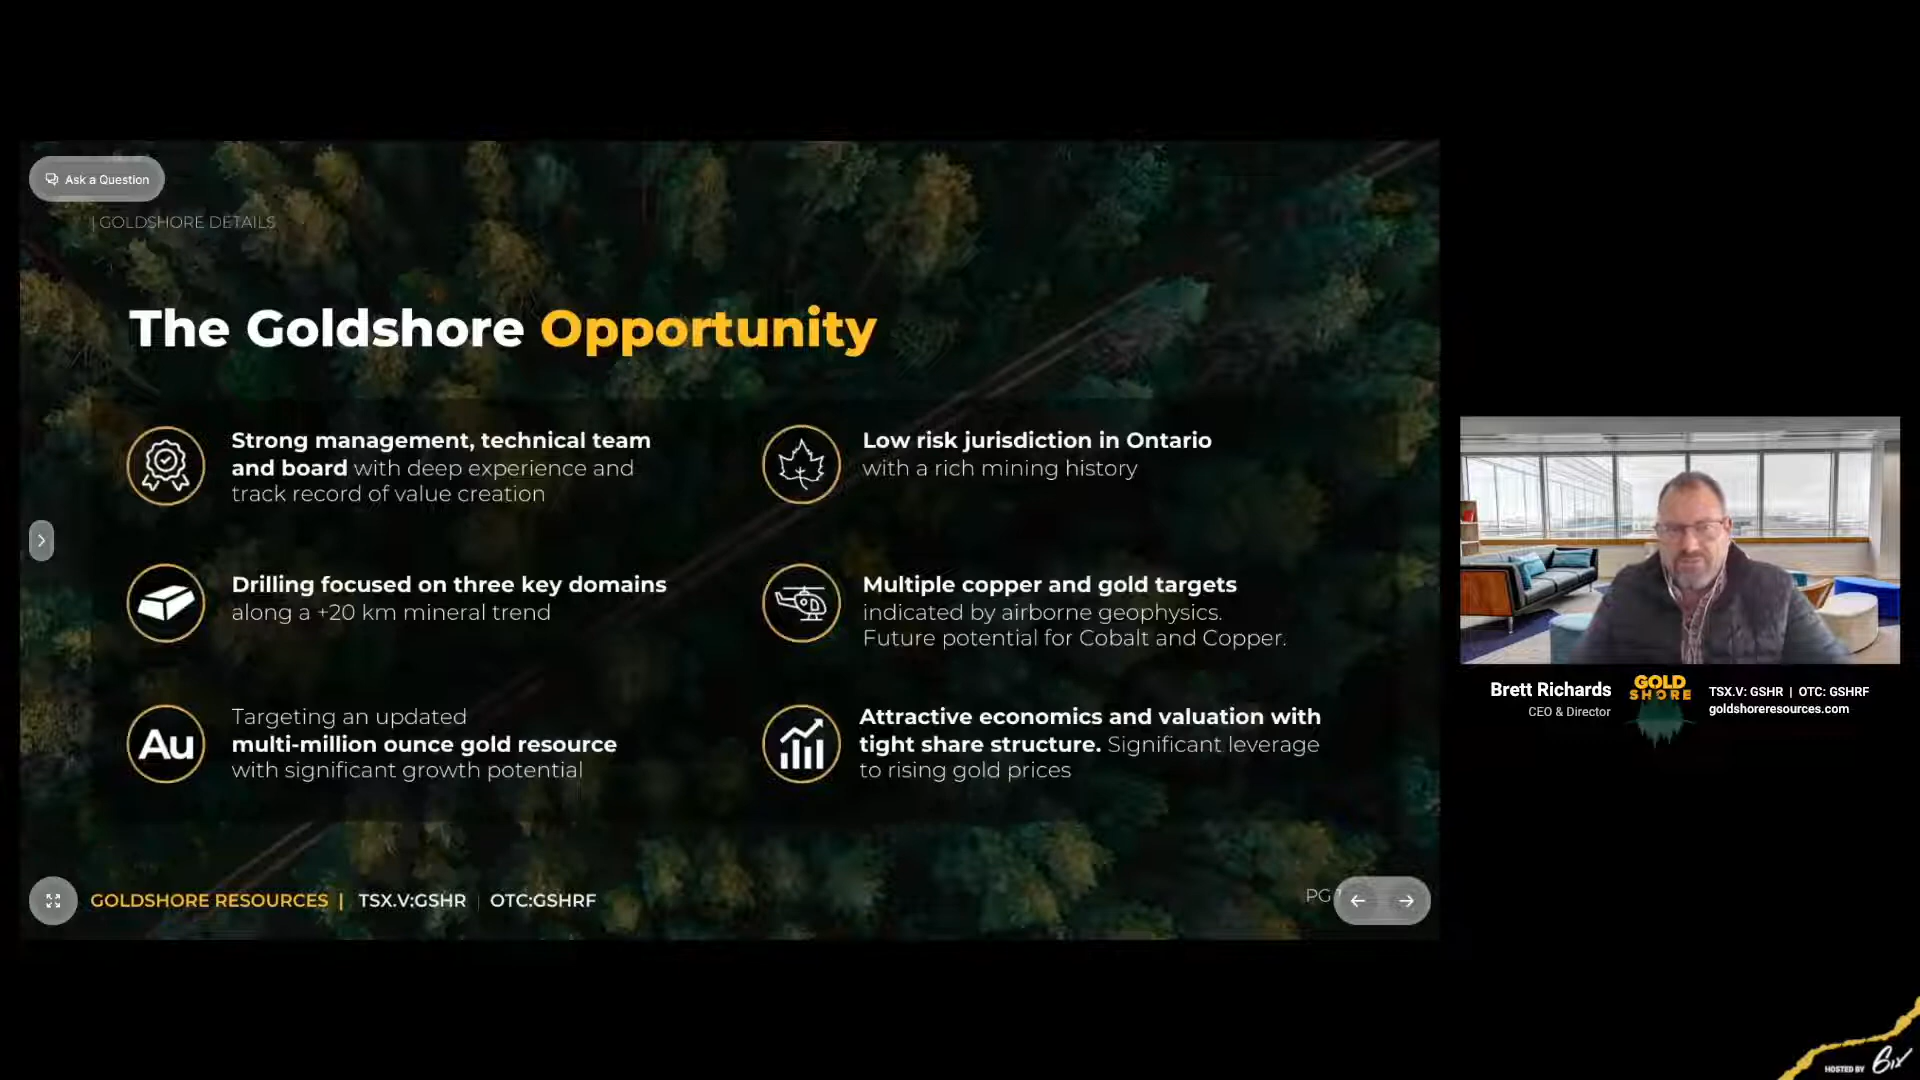 Ask a Question
| GOLDSHORE DETAILS
The Goldshore Opportunity
Strong management, technical team
and board with deep experience and
track record of value creation
Drilling focused on three key domains
along a +20 km mineral trend
Au
Targeting an updated
multi-million ounce gold resource
with significant growth potential
Low risk jurisdiction in Ontario
with a rich mining history
Multiple copper and gold targets
indicated by airborne geophysics.
Future potential for Cobalt and Copper.
Attractive economics and valuation with
tight share structure. Significant leverage
to rising gold prices
GOLDSHORE RESOURCES | TSX.V:GSHR | OTC:GSHRF
PG
Brett Richards
CEO & Director
GOLD
SHORE
TSX.V: GSHR | OTC: GSHRF
goldshoreresources.com
HOSTED BY 6ix